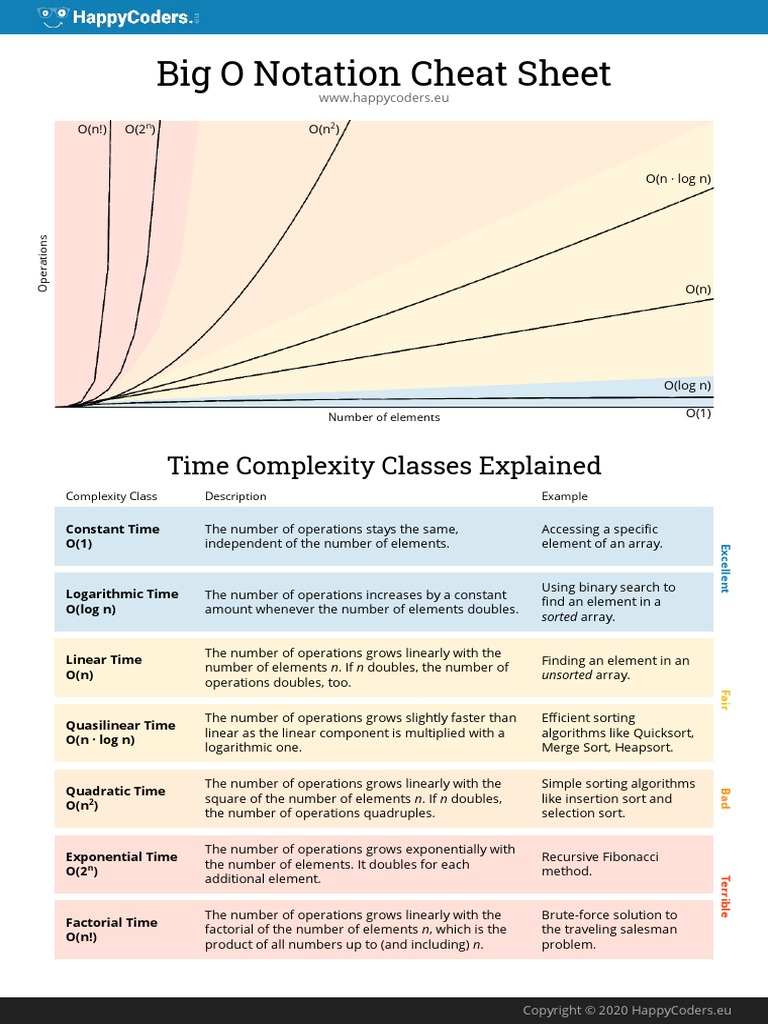 HappyCoders.eu
Big O Notation Cheat Sheet
www.happycoders.eu
O(n!)
O(2ⁿ)
O(n²)
O(n · log n)
O(n)
O(log n)
O(1)
Operations
Number of elements
Time Complexity Classes Explained
Complexity Class
Description
Example
Constant Time
O(1)
The number of operations stays the same,
independent of the number of elements.
Accessing a specific
element of an array.
Logarithmic Time
O(log n)
The number of operations increases by a constant
amount whenever the number of elements doubles.
Using binary search to
find an element in a
sorted array.
Excellent
Linear Time
O(n)
The number of operations grows linearly with the
number of elements n. If n doubles, the number of
operations doubles, too.
Finding an element in an
unsorted array.
Quasilinear Time
O(n · log n)
The number of operations grows slightly faster than
linear as the linear component is multiplied with a
logarithmic one.
Efficient sorting
algorithms like Quicksort,
Merge Sort, Heapsort.
Fair
Quadratic Time
O(n²)
The number of operations grows linearly with the
square of the number of elements n. If n doubles,
the number of operations quadruples.
Simple sorting algorithms
like insertion sort and
selection sort.
Bad
Exponential Time
O(2ⁿ)
The number of operations grows exponentially with
the number of elements. It doubles for each
additional element.
Recursive Fibonacci
method.
Factorial Time
O(n!)
The number of operations grows linearly with the
factorial of the number of elements n, which is the
product of all numbers up to (and including) n.
Brute-force solution to
the traveling salesman
problem.
Terrible
Copyright © 2020 HappyCoders.eu